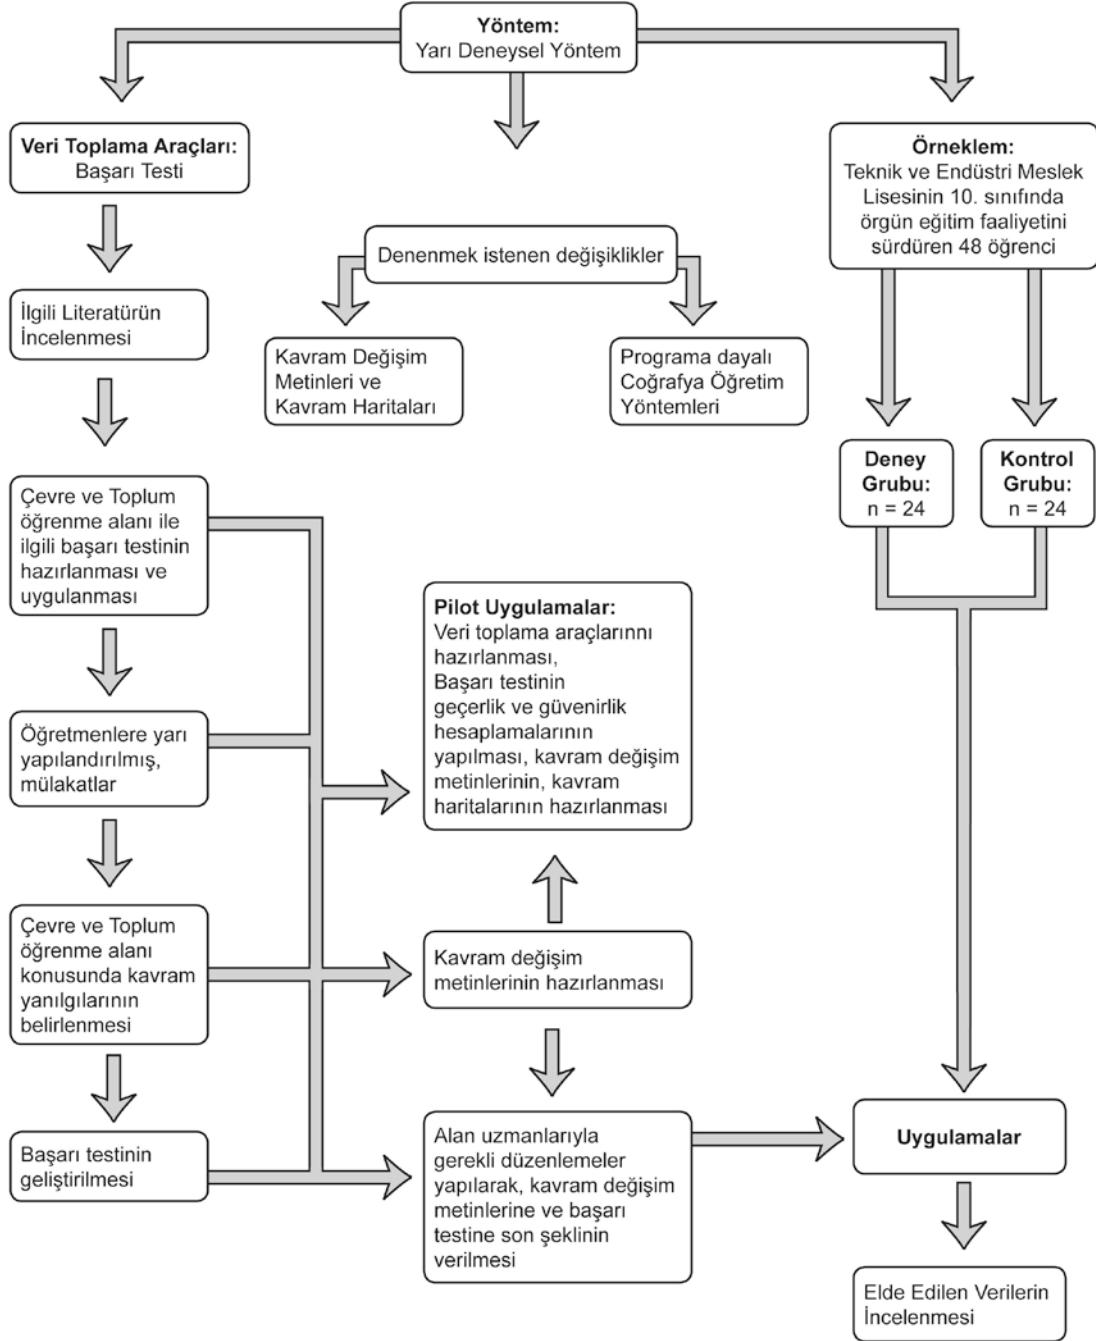 Yöntem:
Yarı Deneysel Yöntem
Veri Toplama Araçları:
Başarı Testi
Örneklem:
Teknik ve Endüstri Meslek
Lisesinin 10. sınıfında
örgün eğitim faaliyetini
sürdüren 48 öğrenci
Denenmek istenen değişiklikler
İlgili Literatürün
İncelenmesi
Kavram Değişim
Metinleri ve
Kavram Haritaları
Programa dayalı
Coğrafya Öğretim
Yöntemleri
Deney
Grubu:
n = 24
Kontrol
Grubu:
n = 24
Çevre ve Toplum
öğrenme alanı ile
ilgili başarı testinin
hazırlanması ve
uygulanması
Pilot Uygulamalar:
Veri toplama araçlarınnı
hazırlanması,
Başarı testinin
geçerlik ve güvenirlik
hesaplamalarının
yapılması, kavram değişim
metinlerinin, kavram
haritalarının hazırlanması
Öğretmenlere yarı
yapılandırılmış,
mülakatlar
Çevre ve Toplum
öğrenme alanı
konusunda kavram
yanılgılarının
belirlenmesi
Kavram değişim
metinlerinin hazırlanması
Başarı testinin
geliştirilmesi
Alan uzmanlarıyla
gerekli düzenlemeler
yapılarak, kavram değişim
metinlerine ve başarı
testine son şeklinin
verilmesi
Uygulamalar
Elde Edilen Verilerin
İncelenmesi